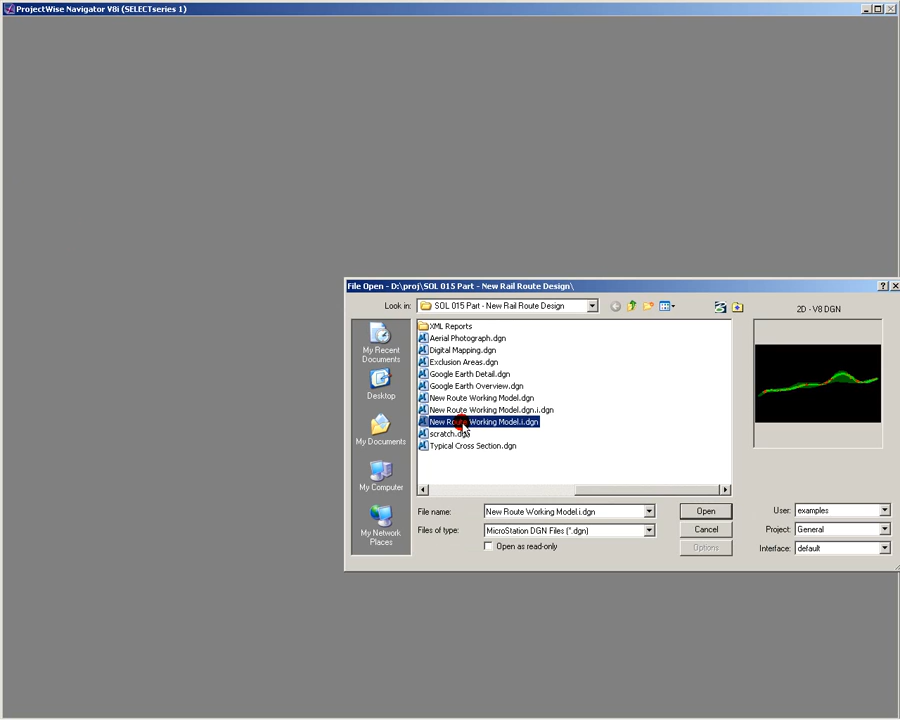 ProjectWise Navigator V8i (SELECTseries 1)
File Open - D:\proj\SOL 015 Part - New Rail Route Design\
Look in:
SOL 015 Part - New Rail Route Design
2D - V8 DGN
My Recent
Documents
Desktop
My Documents
My Computer
My Network
Places
XML Reports
Aerial Photograph.dgn
Digital Mapping.dgn
Exclusion Areas.dgn
Google Earth Detail.dgn
Google Earth Overview.dgn
New Route Working Model.dgn
New Route Working Model.dgn.i.dgn
New Route Working Model.i.dgn
scratch.dgn
Typical Cross Section.dgn
File name:
New Route Working Model.i.dgn
Open
Files of type:
MicroStation DGN Files (*.dgn)
Cancel
Open as read-only
Options
User:
examples
Project:
General
Interface:
default